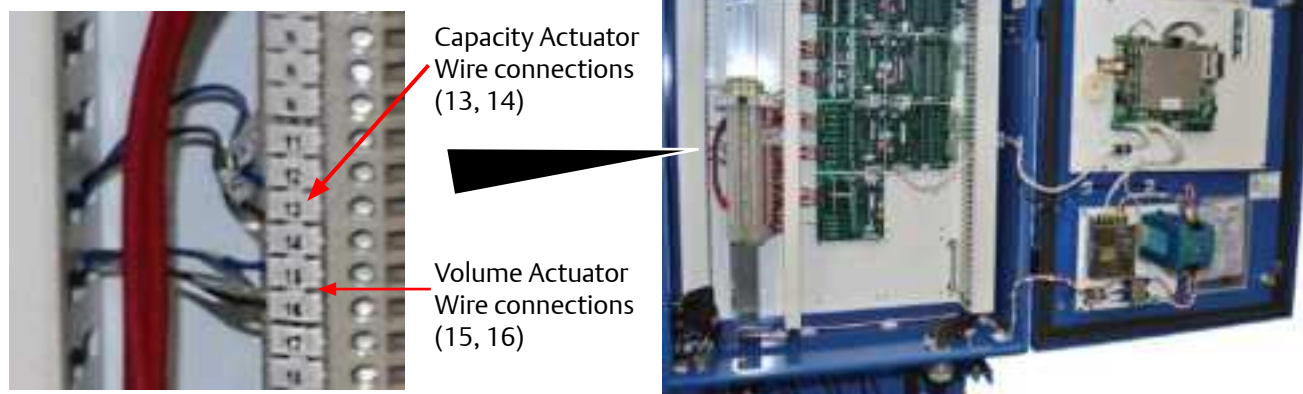 Capacity Actuator
Wire connections
(13, 14)
Volume Actuator
Wire connections
(15, 16)
11
12
13
14
15
16
17
18